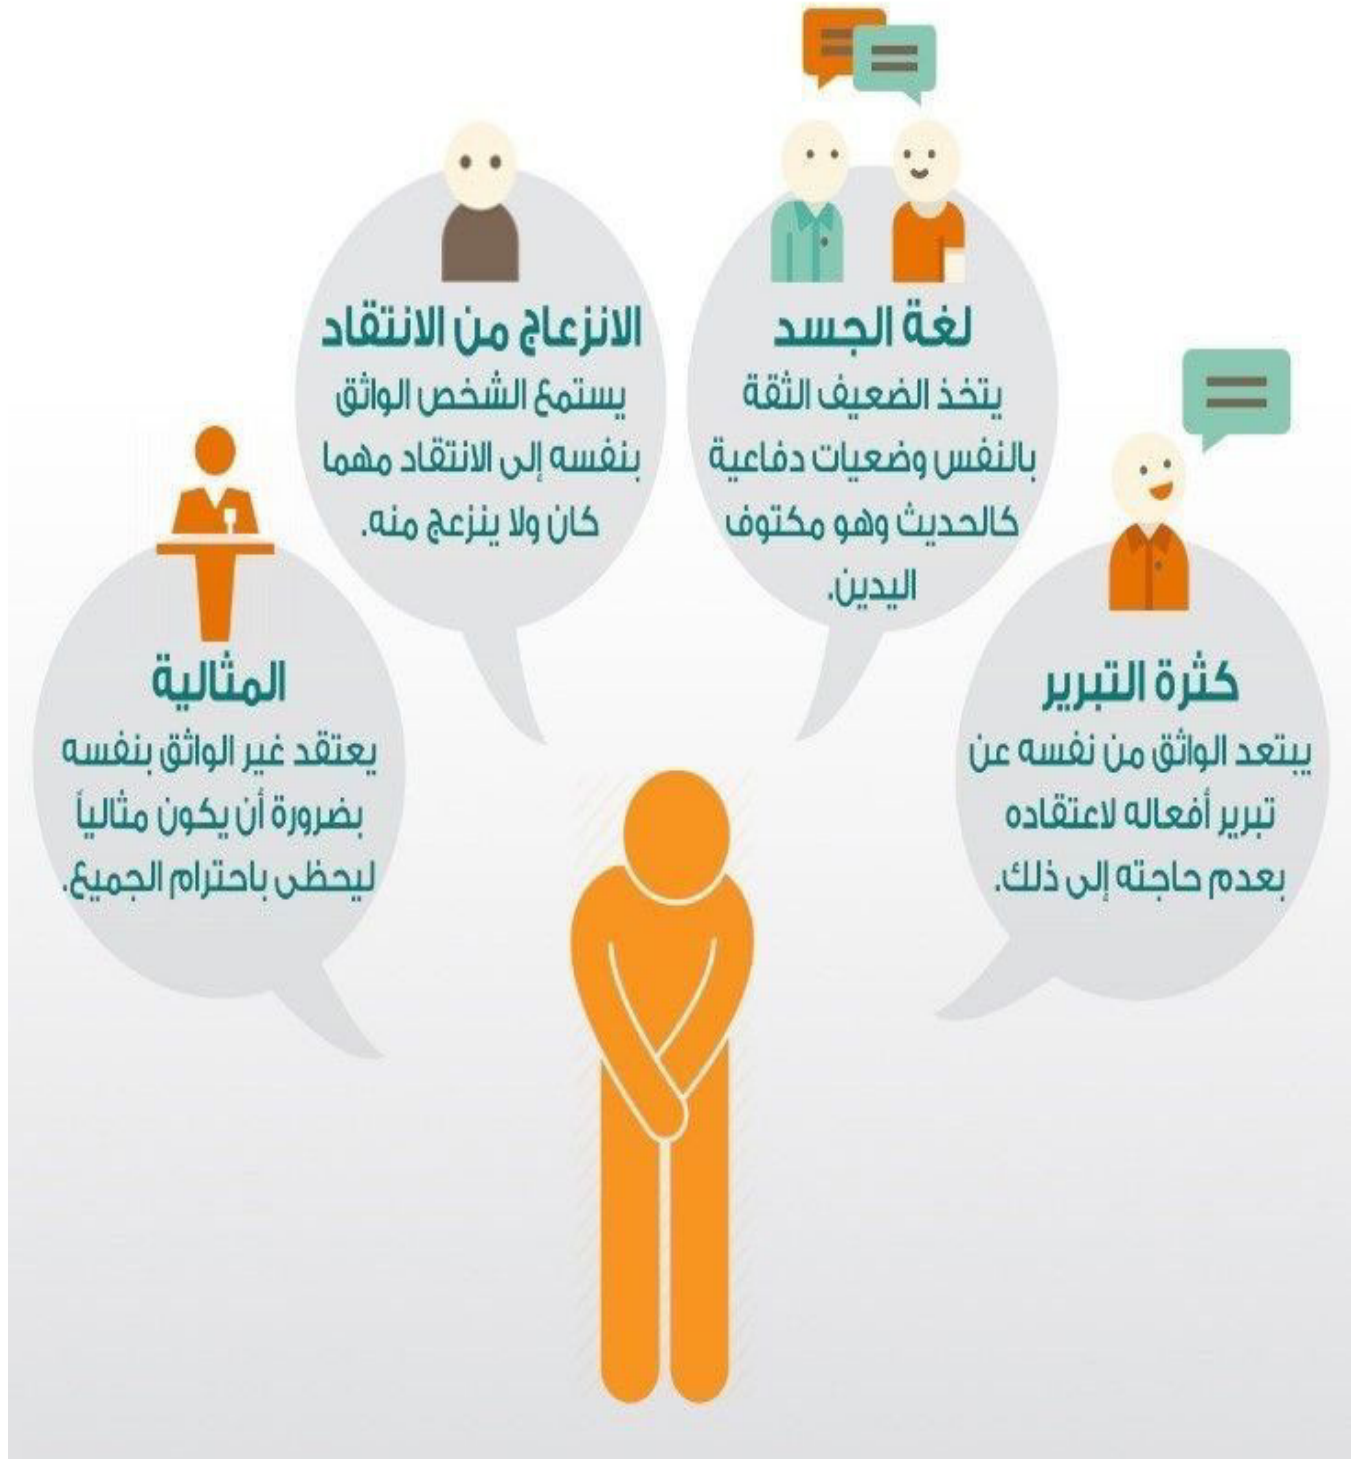 لغة الجسد
يتخذ الضعيف الثقة
بالنفس وضعيات دفاعية
كالحديث وهو مكتوف
اليدين.
الانزعاج من الانتقاد
يستمع الشخص الواثق
بنفسه إلى الانتقاد مهما
كان ولا ينزعج منه.
كثرة التبرير
يبتعد الواثق من نفسه عن
تبرير أفعاله لاعتقاده
بعدم حاجته إلى ذلك.
المثالية
يعتقد غير الواثق بنفسه
بضرورة أن يكون مثالياً
ليحظى باحترام الجميع.